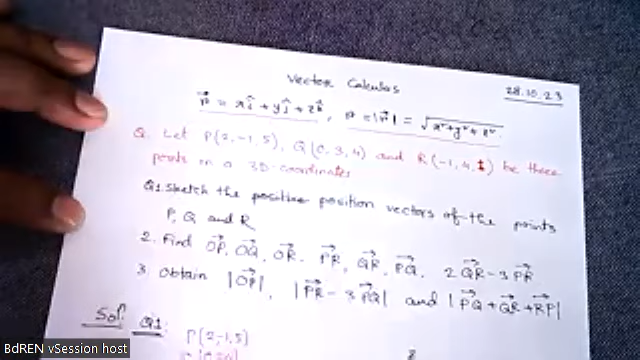 Vector Calculas
28.10.23
r⃗ = xî + yĵ + zk̂, r = |r⃗| = √x²+y²+z²
Q. Let P(2,-1,5), Q(0,3,4) and R(-1,4,1) be three
points in a 3D-coordinates
Q1. Sketch the position position vectors of the points
P, Q and R
2. Find OP⃗, OQ⃗, OR⃗, PR⃗, QR⃗, PQ⃗, 2QR⃗-3PR⃗
3. Obtain |OP⃗|, |PR⃗-3PQ⃗| and |PQ⃗+QR⃗+RP⃗|
Solⁿ Q1:
P(2,-1,5)
BdREN vSession host